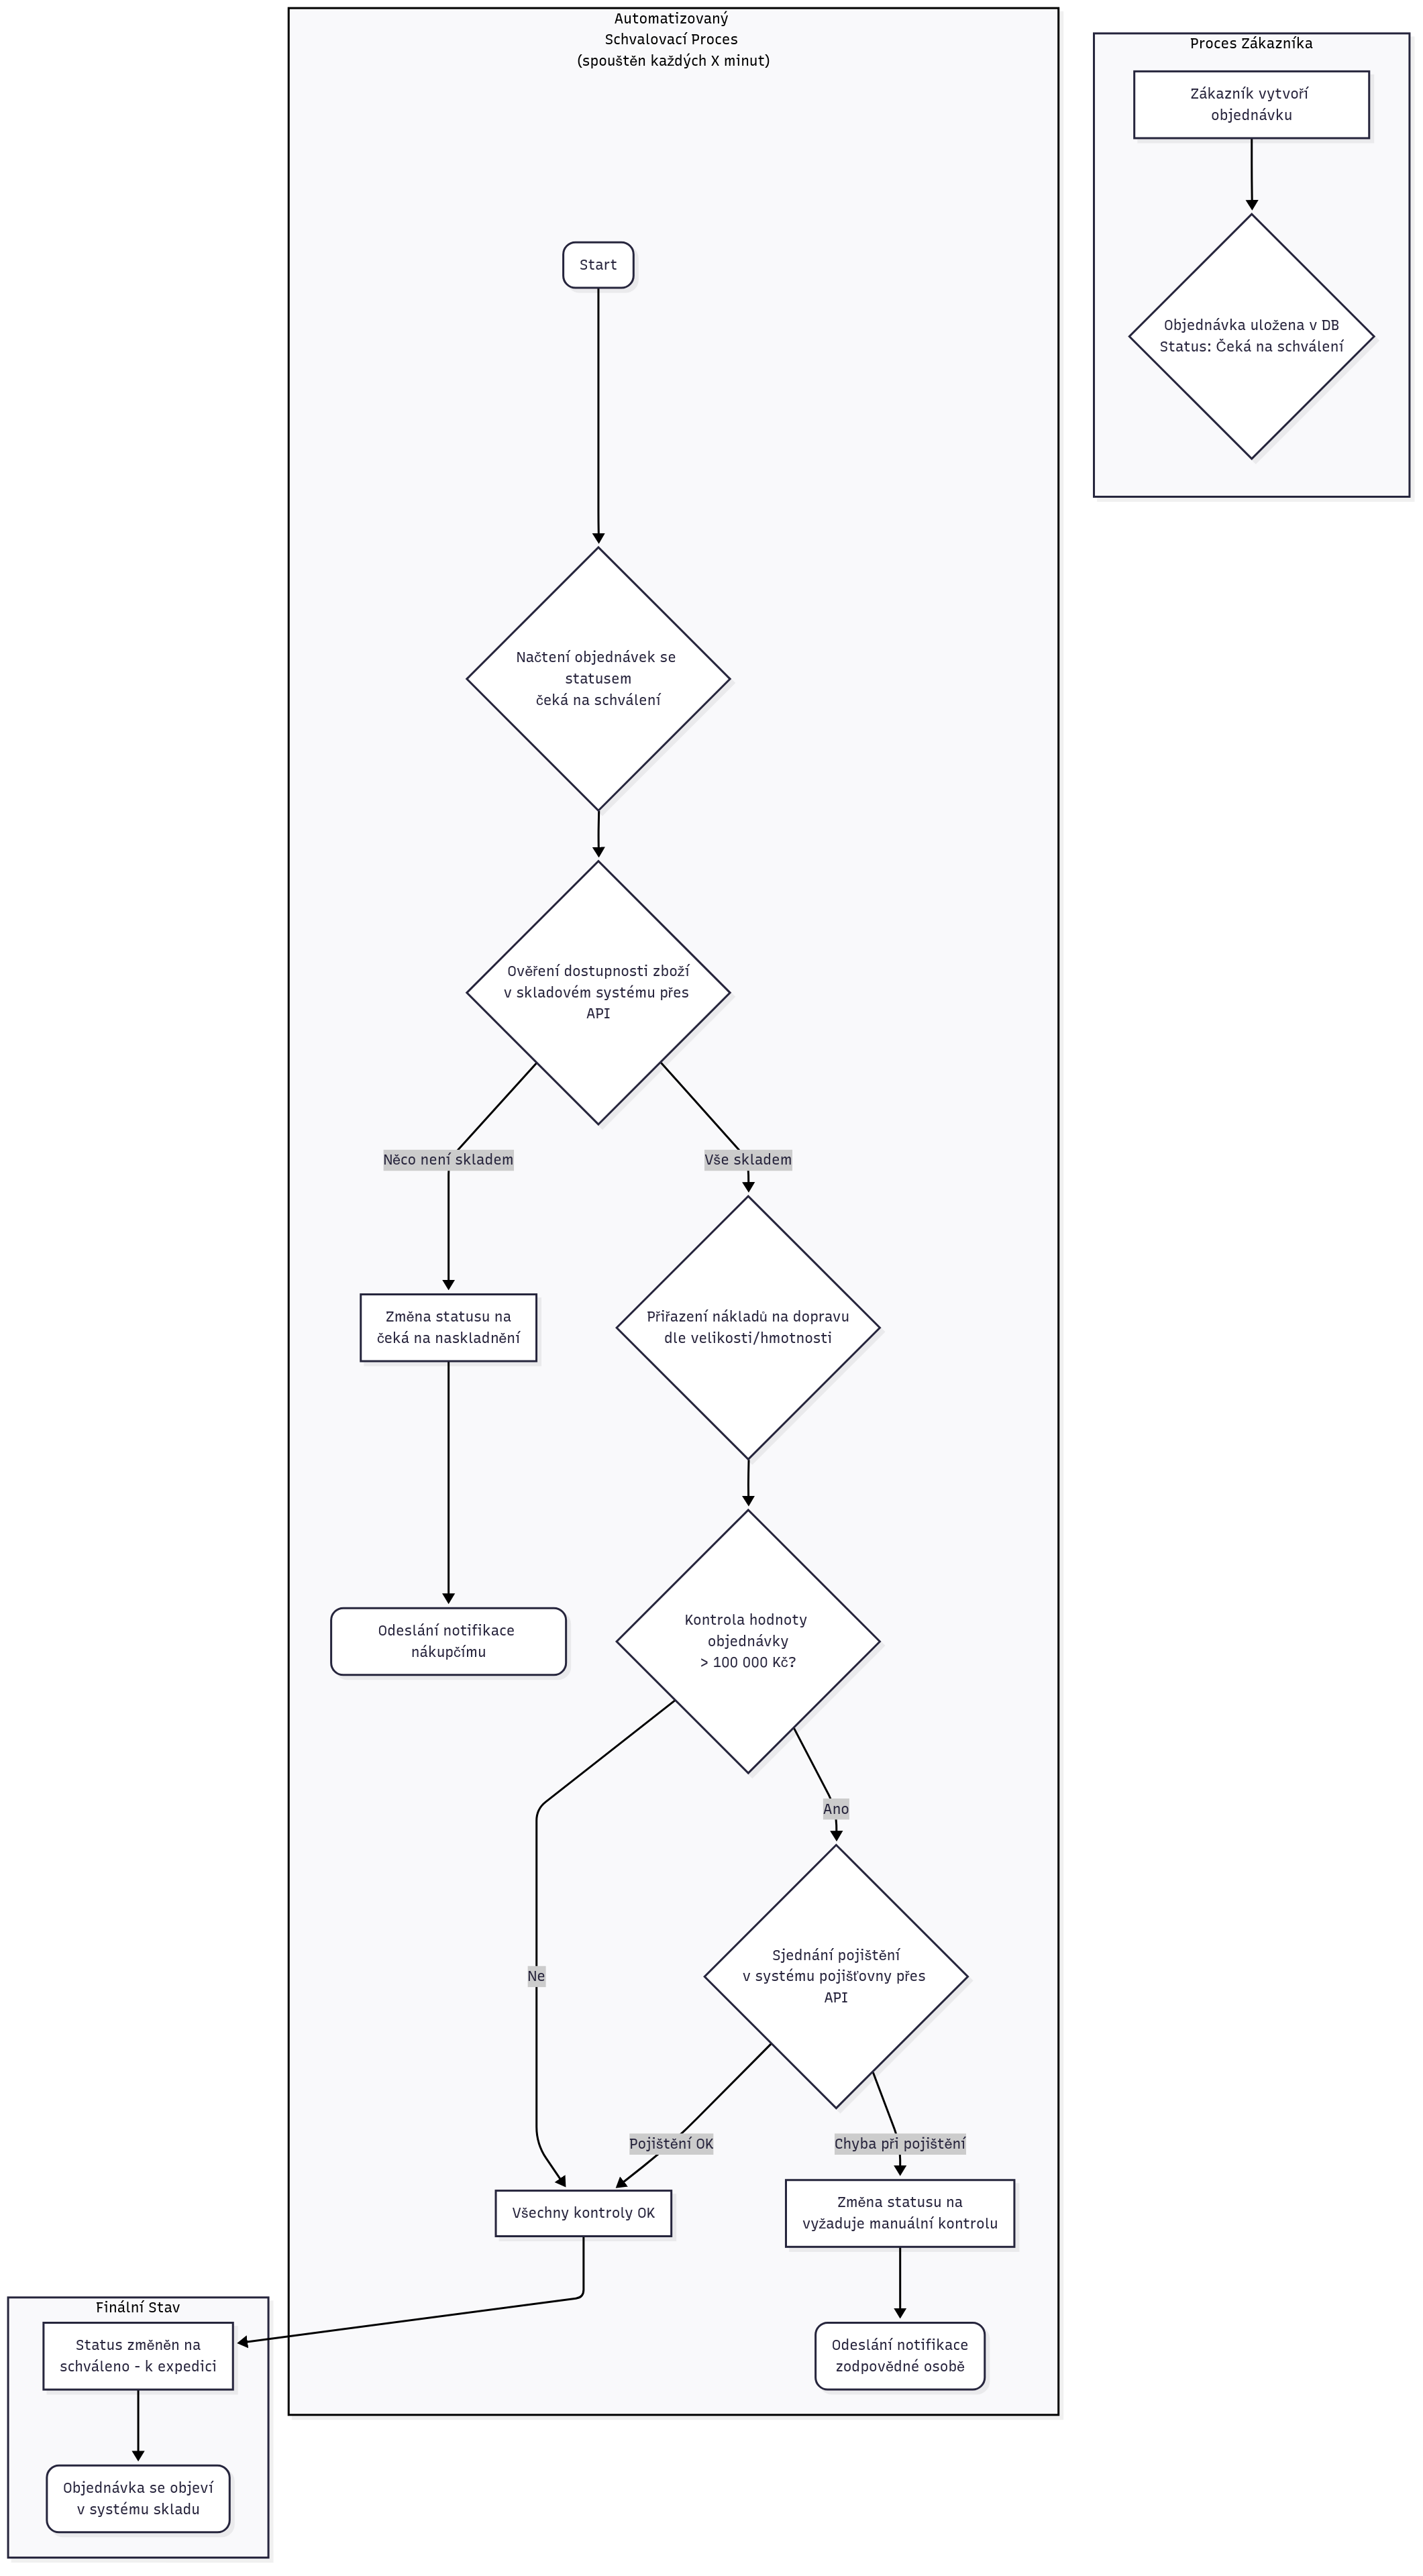 Automatizovaný
Schvalovací Proces
(spouštěn každých X minut)
Proces Zákazníka
Zákazník vytvoří
objednávku
Objednávka uložena v DB
Status: Čeká na schválení
Start
Načtení objednávek se
statusem
čeká na schválení
Ověření dostupnosti zboží
v skladovém systému přes
API
Něco není skladem
Vše skladem
Změna statusu na
čeká na naskladnění
Přiřazení nákladů na dopravu
dle velikosti/hmotnosti
Odeslání notifikace
nákupčímu
Kontrola hodnoty
objednávky
> 100 000 Kč?
Ano
Ne
Sjednání pojištění
v systému pojišťovny přes
API
Pojištění OK
Chyba při pojištění
Všechny kontroly OK
Změna statusu na
vyžaduje manuální kontrolu
Odeslání notifikace
zodpovědné osobě
Finální Stav
Status změněn na
schváleno - k expedici
Objednávka se objeví
v systému skladu